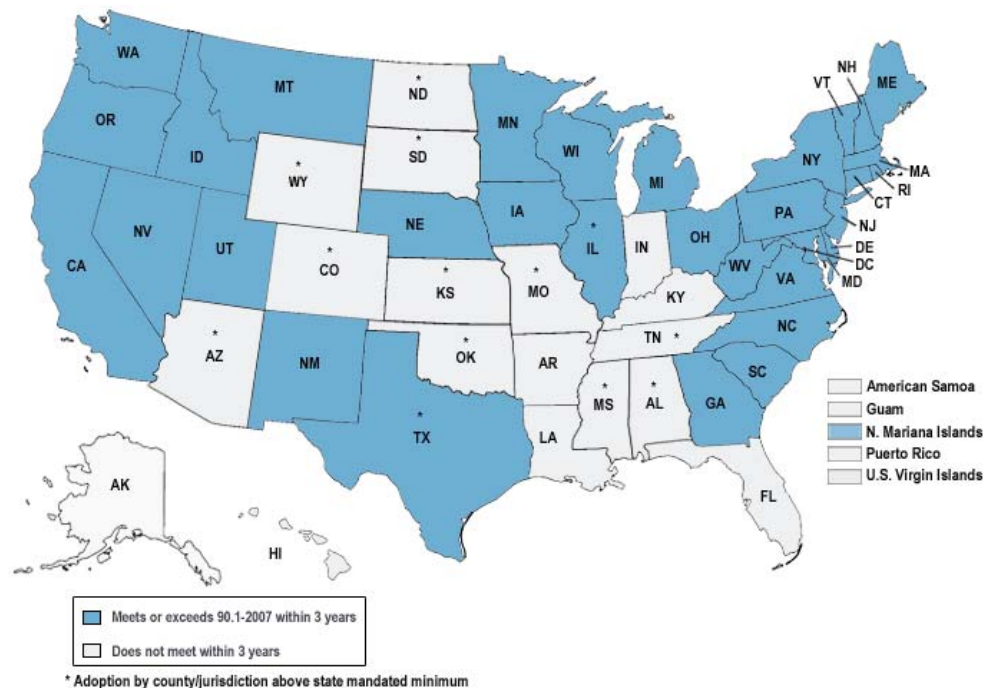 WA
MT
*
ND
MN
VT
NH
ME
OR
ID
*
SD
WI
NY
*
WY
MI
MA
RI
CT
NV
NE
IA
PA
NJ
UT
*
IL
IN
OH
DE
DC
MD
CA
*
CO
*
KS
*
MO
WV
VA
KY
*
AZ
NM
*
OK
AR
TN *
NC
SC
*
TX
*
MS
*
AL
GA
LA
American Samoa
Guam
N. Mariana Islands
Puerto Rico
U.S. Virgin Islands
AK
HI
FL
Meets or exceeds 90.1-2007 within 3 years
Does not meet within 3 years
* Adoption by county/jurisdiction above state mandated minimum